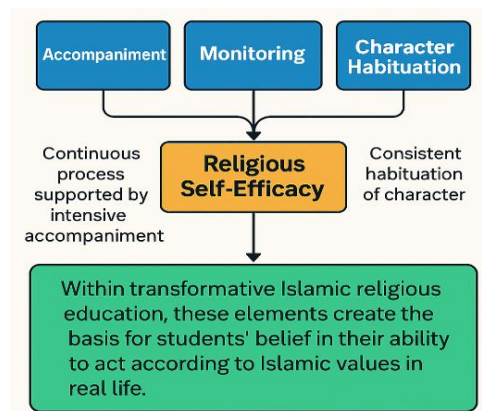 Accompaniment
Monitoring
Character
Habituation
Continuous
process
supported by
intensive
accompaniment
Religious
Self-Efficacy
Consistent
habituation
of character
Within transformative Islamic religious
education, these elements create the
basis for students' belief in their ability
to act according to Islamic values in
real life.